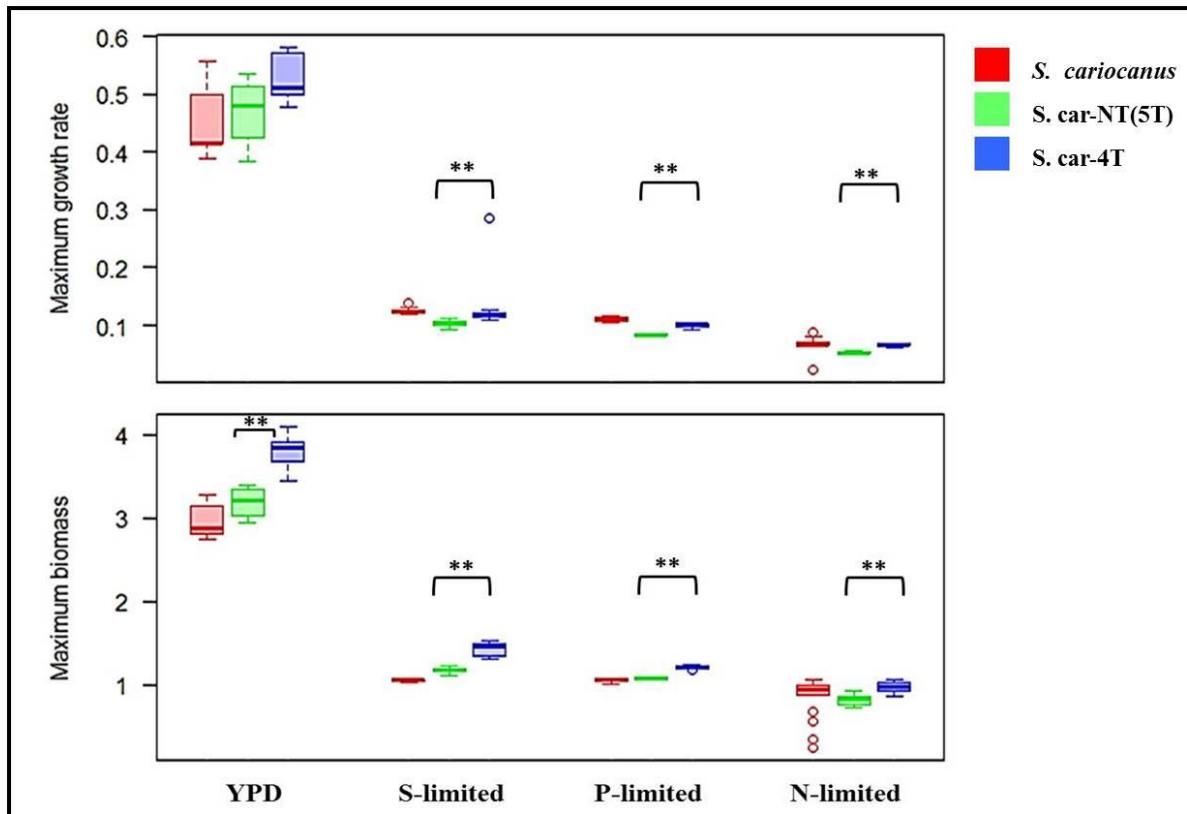 0.6
0.5
0.4
0.3
0.2
0.1
Maximum growth rate
**
**
**
S. cariocanus
S. car-NT(5T)
S. car-4T
4
3
2
1
Maximum biomass
**
**
**
**
YPD
S-limited
P-limited
N-limited